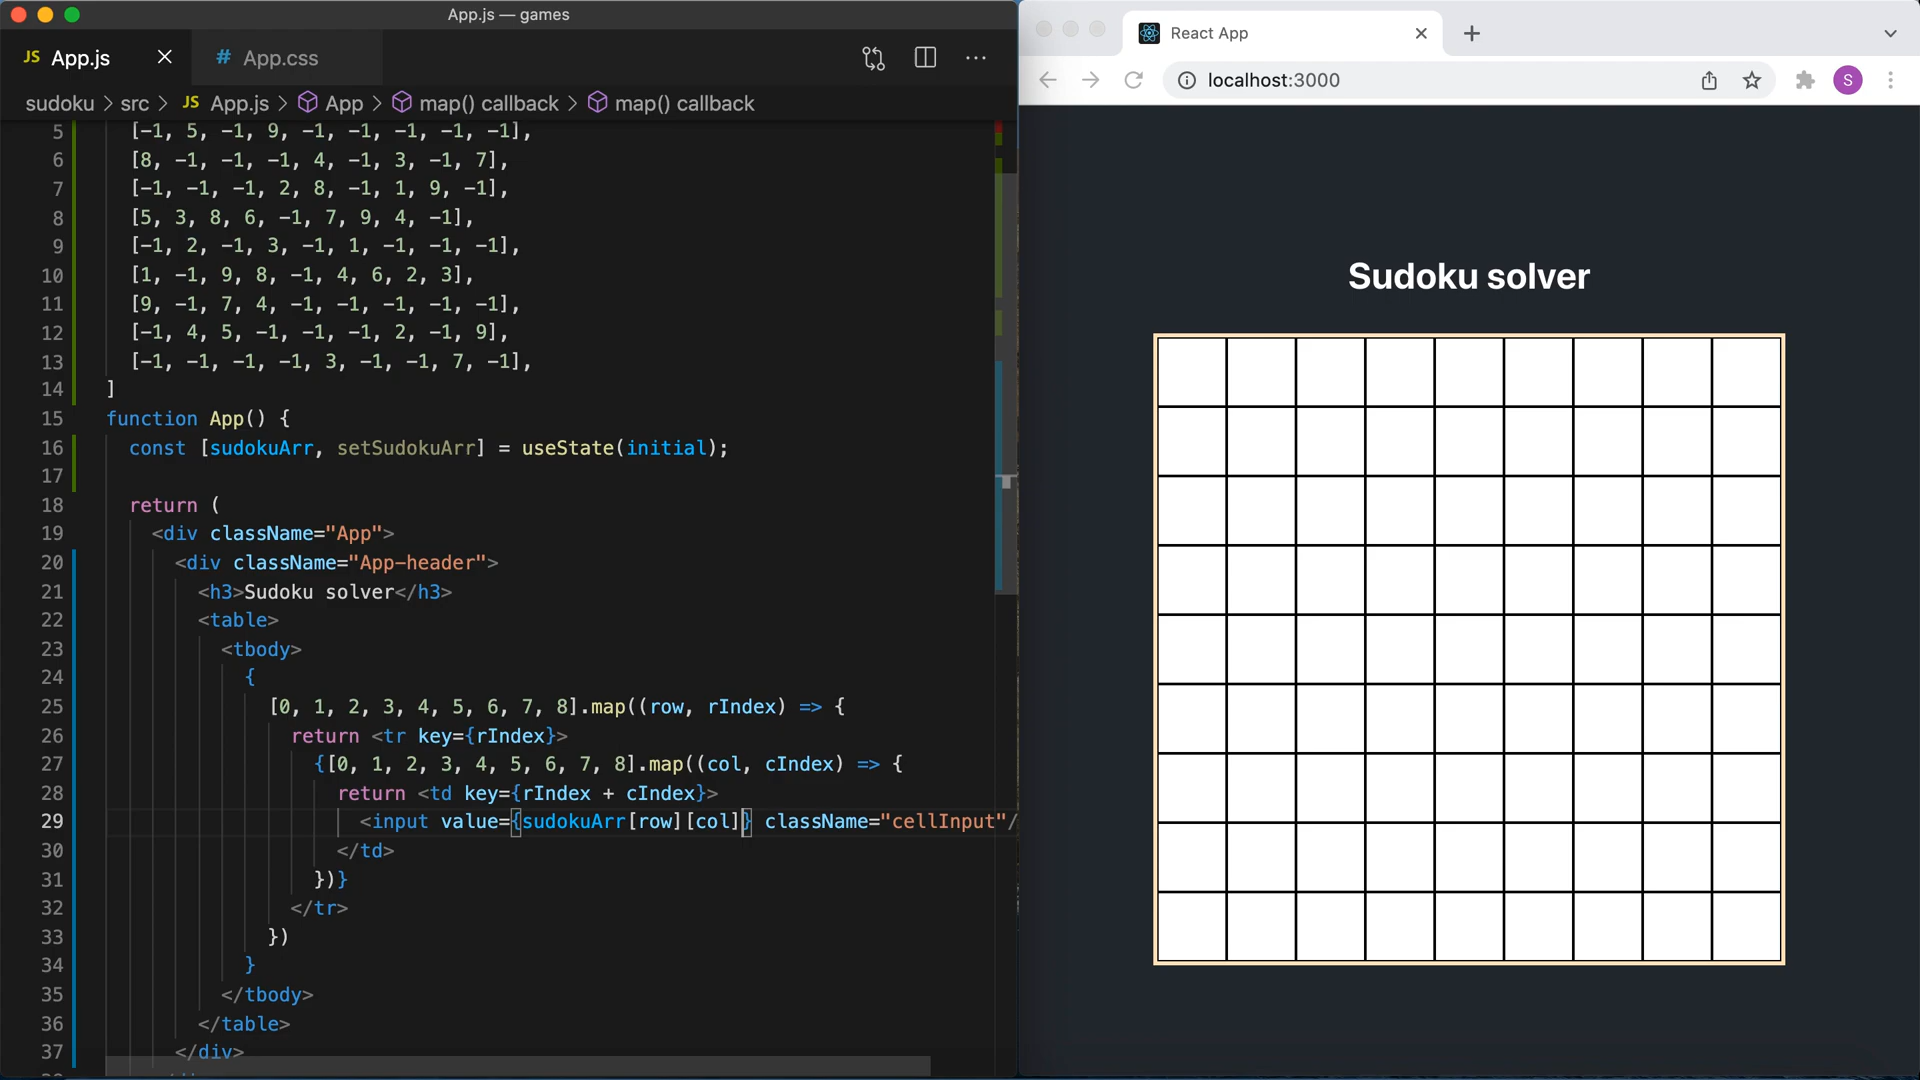 App.js — games
JS App.js
# App.css
sudoku > src > JS App.js > App > map() callback > map() callback
5 [-1, 5, -1, 9, -1, -1, -1, -1, -1],
6 [8, -1, -1, -1, 4, -1, 3, -1, 7],
7 [-1, -1, -1, 2, 8, -1, 1, 9, -1],
8 [5, 3, 8, 6, -1, 7, 9, 4, -1],
9 [-1, 2, -1, 3, -1, 1, -1, -1, -1],
10 [1, -1, 9, 8, -1, 4, 6, 2, 3],
11 [9, -1, 7, 4, -1, -1, -1, -1, -1],
12 [-1, 4, 5, -1, -1, -1, 2, -1, 9],
13 [-1, -1, -1, -1, 3, -1, -1, 7, -1],
14 ]
15 function App() {
16 const [sudokuArr, setSudokuArr] = useState(initial);
17
18 return (
19 <div className="App">
20 <div className="App-header">
21 <h3>Sudoku solver</h3>
22 <table>
23 <tbody>
24 {
25 [0, 1, 2, 3, 4, 5, 6, 7, 8].map((row, rIndex) => {
26 return <tr key={rIndex}>
27 {[0, 1, 2, 3, 4, 5, 6, 7, 8].map((col, cIndex) => {
28 return <td key={rIndex + cIndex}>
29 <input value={sudokuArr[row][col]} className="cellInput"/
30 </td>
31 })}
32 </tr>
33 })
34 }
35 </tbody>
36 </table>
37 </div>
React App
localhost:3000
S
Sudoku solver